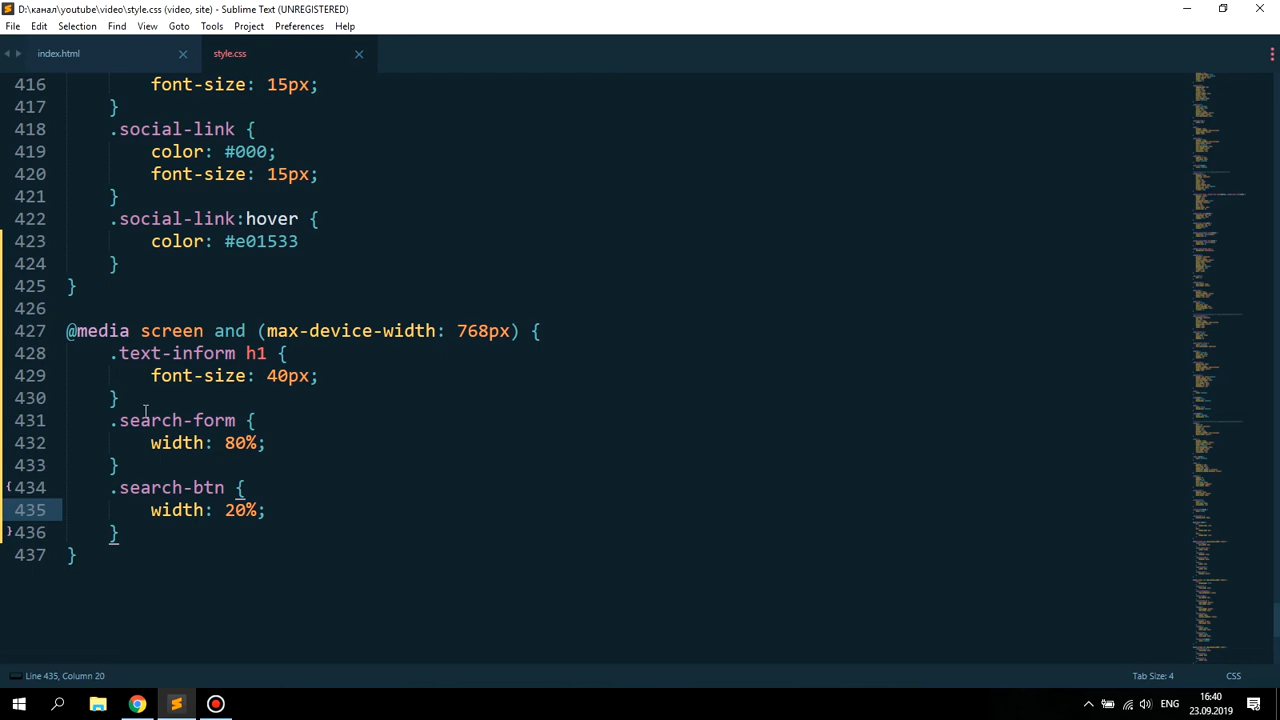 D:\канал\youtube\video\style.css (video, site) - Sublime Text (UNREGISTERED)
File Edit Selection Find View Goto Tools Project Preferences Help
index.html style.css
416 font-size: 15px;
417 }
418 .social-link {
419 color: #000;
420 font-size: 15px;
421 }
422 .social-link:hover {
423 color: #e01533
424 }
425 }
426
427 @media screen and (max-device-width: 768px) {
428 .text-inform h1 {
429 font-size: 40px;
430 }
431 .search-form {
432 width: 80%;
433 }
434 .search-btn {
435 width: 20%;
436 }
437 }
Line 435, Column 20 Tab Size: 4 CSS
ENG 16:40
23.09.2019